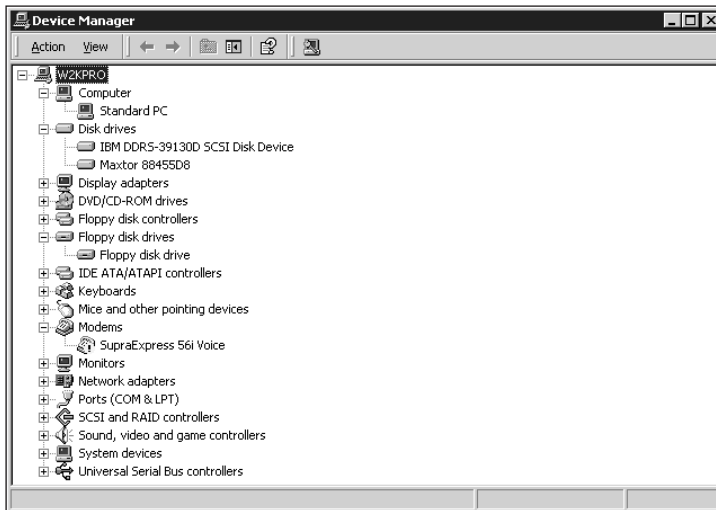 Device Manager
Action View
W2KPRO
Computer
Standard PC
Disk drives
IBM DDRS-39130D SCSI Disk Device
Maxtor 88455D8
Display adapters
DVD/CD-ROM drives
Floppy disk controllers
Floppy disk drives
Floppy disk drive
IDE ATA/ATAPI controllers
Keyboards
Mice and other pointing devices
Modems
SupraExpress 56i Voice
Monitors
Network adapters
Ports (COM & LPT)
SCSI and RAID controllers
Sound, video and game controllers
System devices
Universal Serial Bus controllers